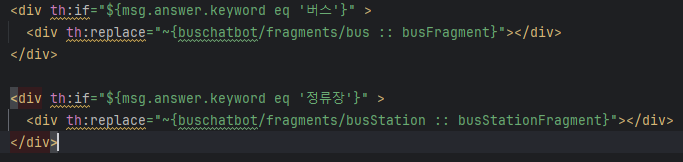 <div th:if="${msg.answer.keyword eq '버스'}" >
<div th:replace="~{buschatbot/fragments/bus :: busFragment}"></div>
</div>
<div th:if="${msg.answer.keyword eq '정류장'}" >
<div th:replace="~{buschatbot/fragments/busStation :: busStationFragment}"></div>
</div>